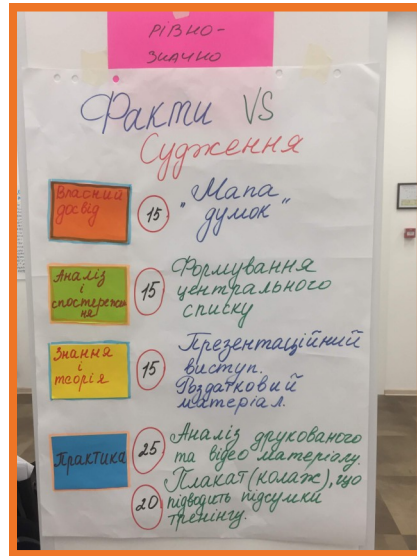 РІВНО-
ЗНАЧНО
Факти VS
Судження
Власний
досвід
15
"Мапа
думок"
Аналіз
і
спостережен
ня
15
Формування
центрального
списку
Знання
і
теорія
15
Презентаційний
виступ.
Роздатковий
матеріал.
Практика
25
Аналіз друкованого
та відео матеріалу.
20
Плакат (колаж), що
підводить підсумки
тренінгу.